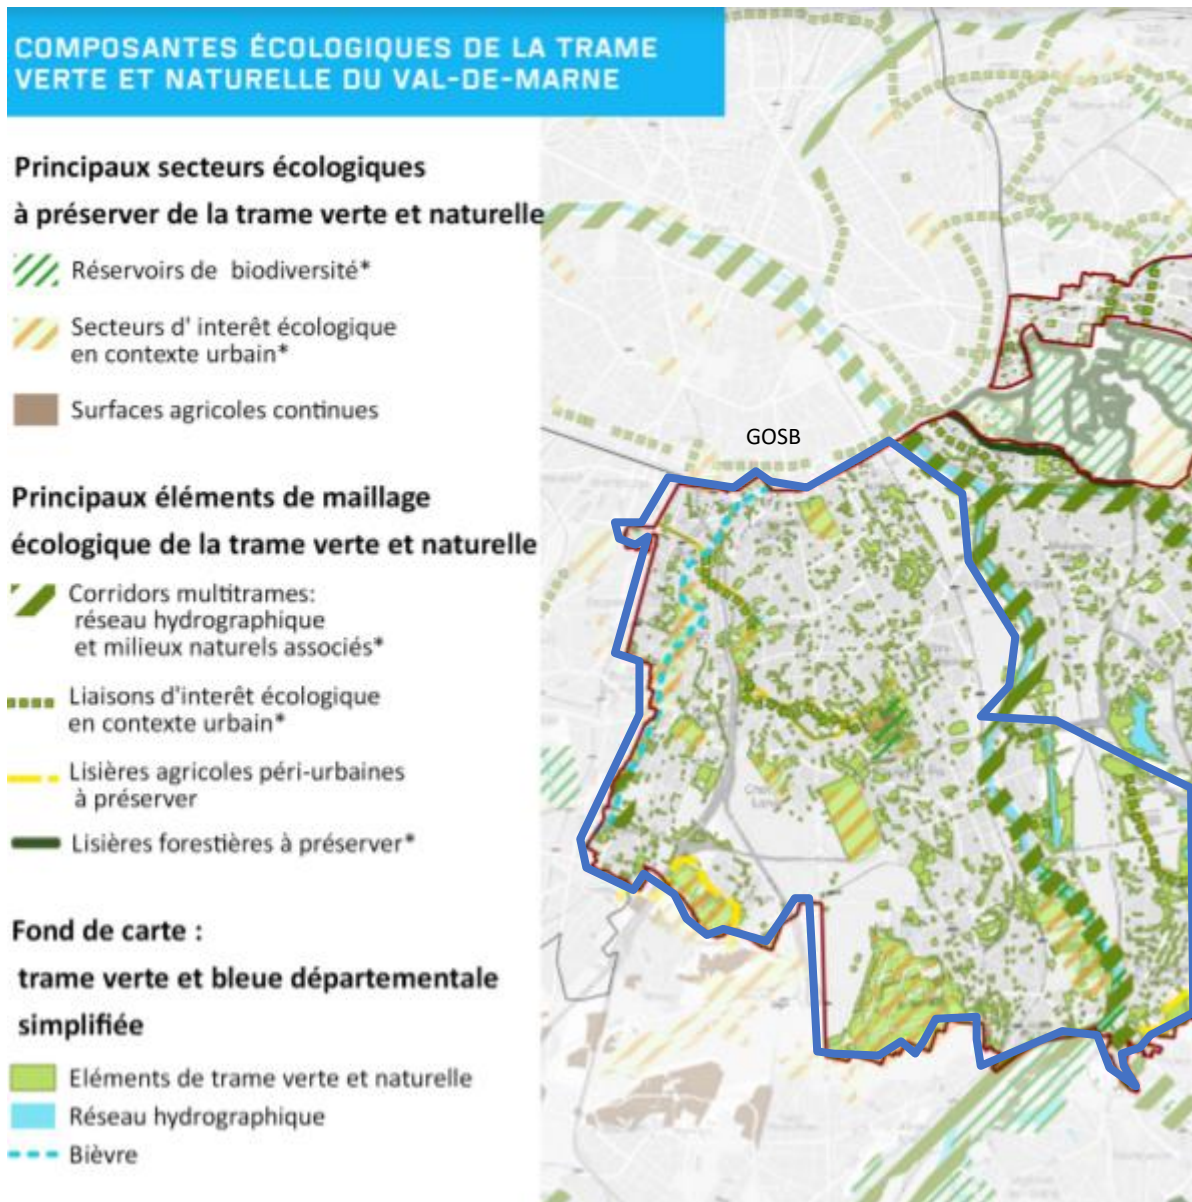 COMPOSANTES ÉCOLOGIQUES DE LA TRAME
VERTE ET NATURELLE DU VAL-DE-MARNE
Principaux secteurs écologiques
à préserver de la trame verte et naturelle
Réservoirs de biodiversité*
Secteurs d' interêt écologique
en contexte urbain*
Surfaces agricoles continues
Principaux éléments de maillage
écologique de la trame verte et naturelle
Corridors multitrames:
réseau hydrographique
et milieux naturels associés*
Liaisons d'interêt écologique
en contexte urbain*
Lisières agricoles péri-urbaines
à préserver
Lisières forestières à préserver*
Fond de carte :
trame verte et bleue départementale
simplifiée
Eléments de trame verte et naturelle
Réseau hydrographique
Bièvre
GOSB